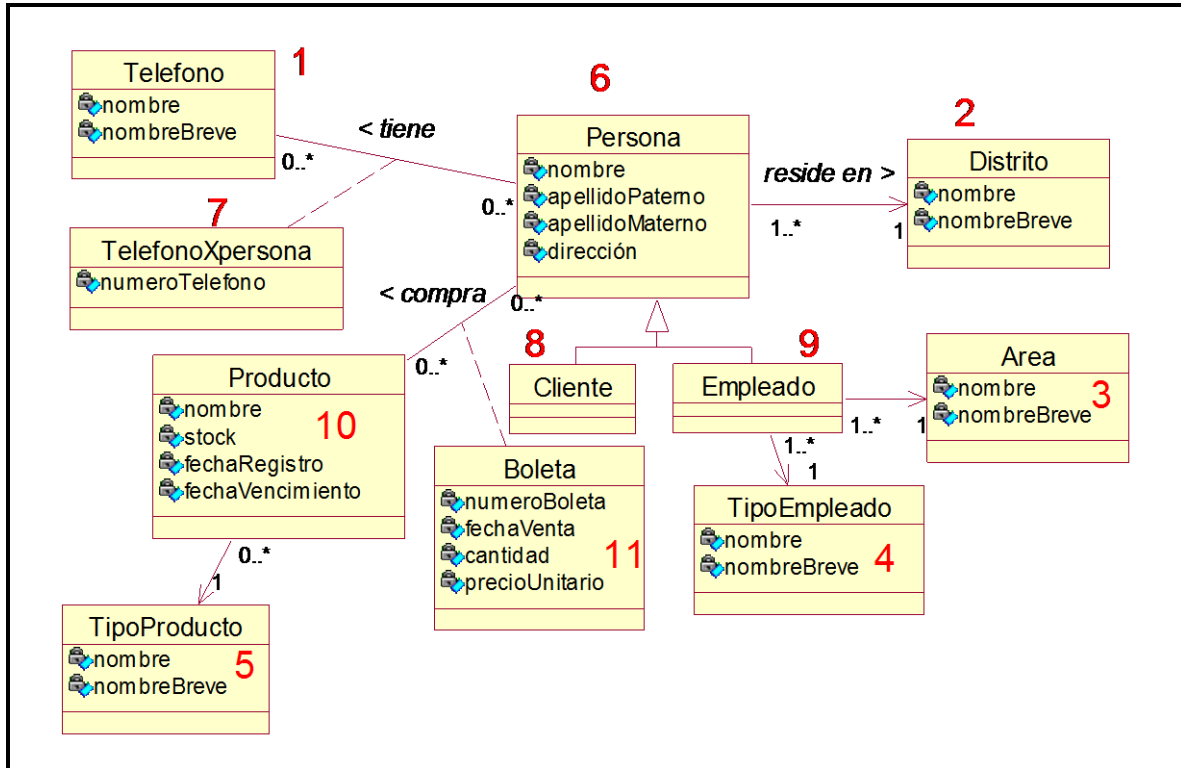 Telefono
nombre
nombreBreve
1
< tiene
0..*
0..*
6
Persona
nombre
apellidoPaterno
apellidoMaterno
dirección
reside en >
1..*
1
2
Distrito
nombre
nombreBreve
7
TelefonoXpersona
numeroTelefono
< compra
0..*
0..*
8
Cliente
9
Empleado
1..*
1
Area
nombre
nombreBreve
3
1..*
1
Producto
nombre
stock
fechaRegistro
fechaVencimiento
10
Boleta
numeroBoleta
fechaVenta
cantidad
precioUnitario
11
TipoEmpleado
nombre
nombreBreve
4
0..*
1
TipoProducto
nombre
nombreBreve
5